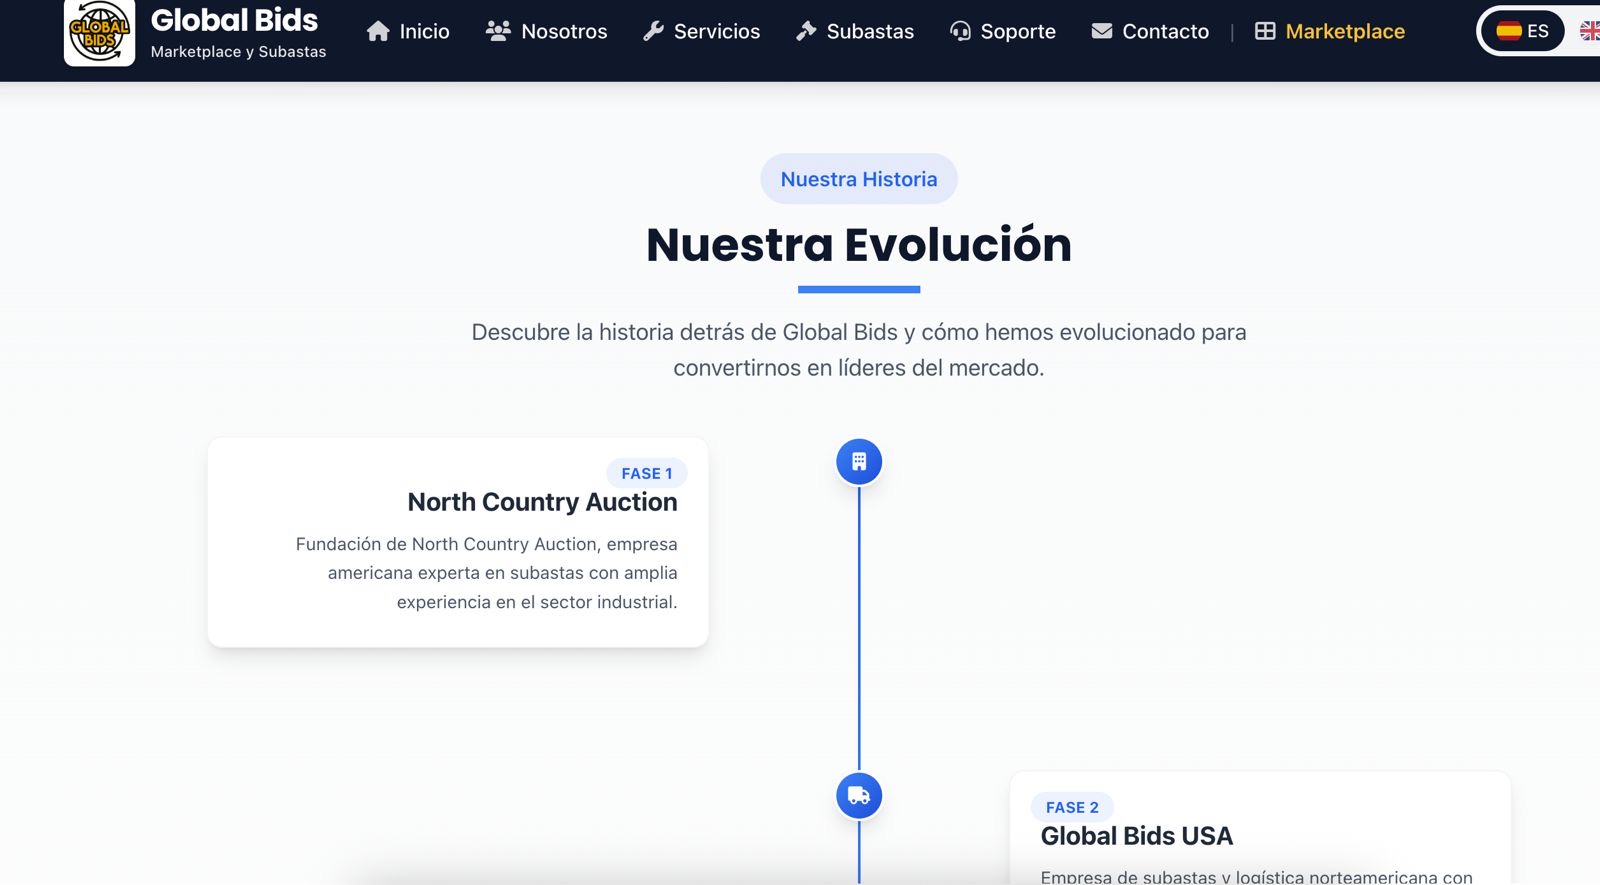 GLOBAL
BIDS
Global Bids
Marketplace y Subastas
Inicio
Nosotros
Servicios
Subastas
Soporte
Contacto
|
Marketplace
ES
Nuestra Historia
Nuestra Evolución
Descubre la historia detrás de Global Bids y cómo hemos evolucionado para
convertirnos en líderes del mercado.
FASE 1
North Country Auction
Fundación de North Country Auction, empresa
americana experta en subastas con amplia
experiencia en el sector industrial.
FASE 2
Global Bids USA
Empresa de subastas y logística norteamericana con